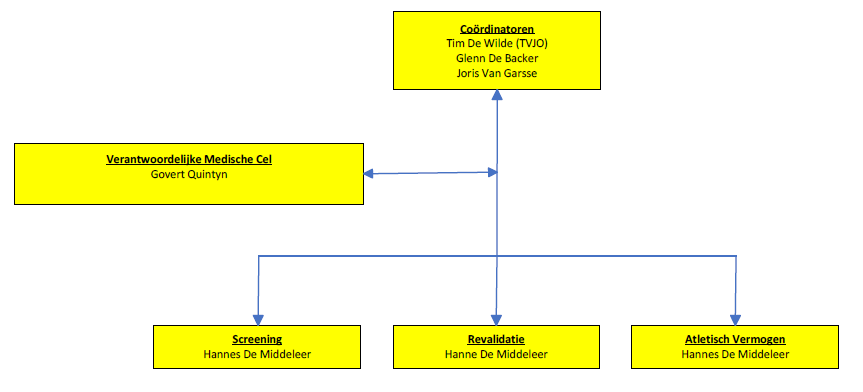 Coördinatoren
Tim De Wilde (TVJO)
Glenn De Backer
Joris Van Garsse
Verantwoordelijke Medische Cel
Govert Quintyn
Screening
Hannes De Middeleer
Revalidatie
Hanne De Middeleer
Atletisch Vermogen
Hannes De Middeleer